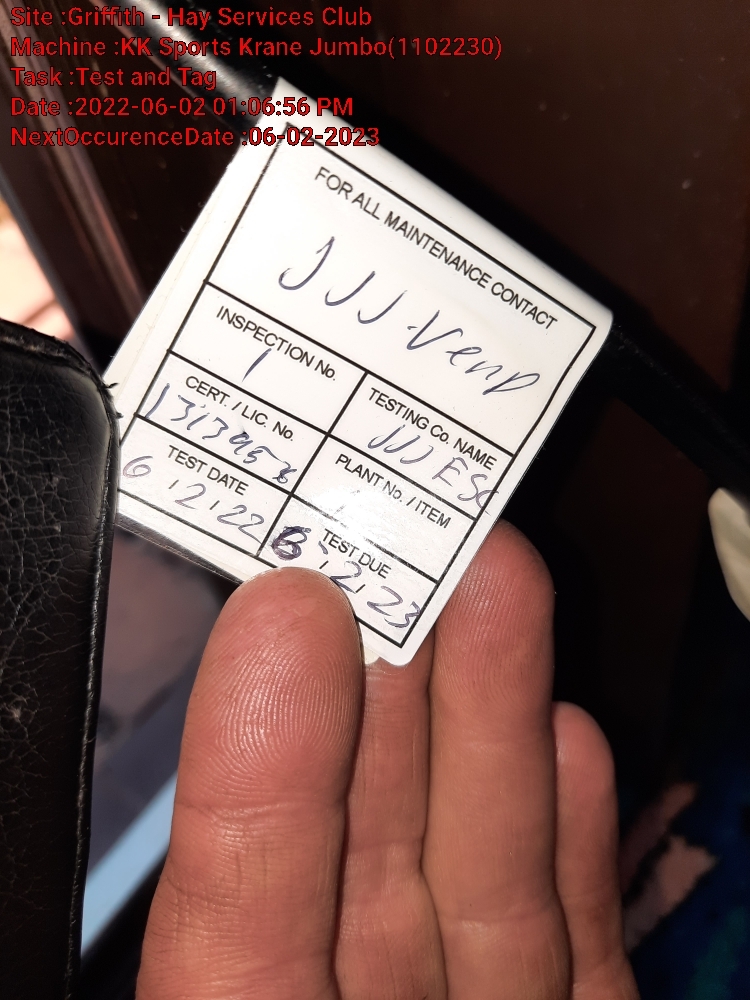 Site :Griffith - Hay Services Club
Machine :KK Sports Krane Jumbo(1102230)
Task :Test and Tag
Date :2022-06-02 01:06:56 PM
NextOccurenceDate :06-02-2023
FOR ALL MAINTENANCE CONTACT
JJJ-Vend
INSPECTION No.
1
TESTING Co. NAME
JJJ ESC
CERT. / LIC. No.
PLANT No. / ITEM
TEST DATE
6.2.22
TEST DUE
6.2.23